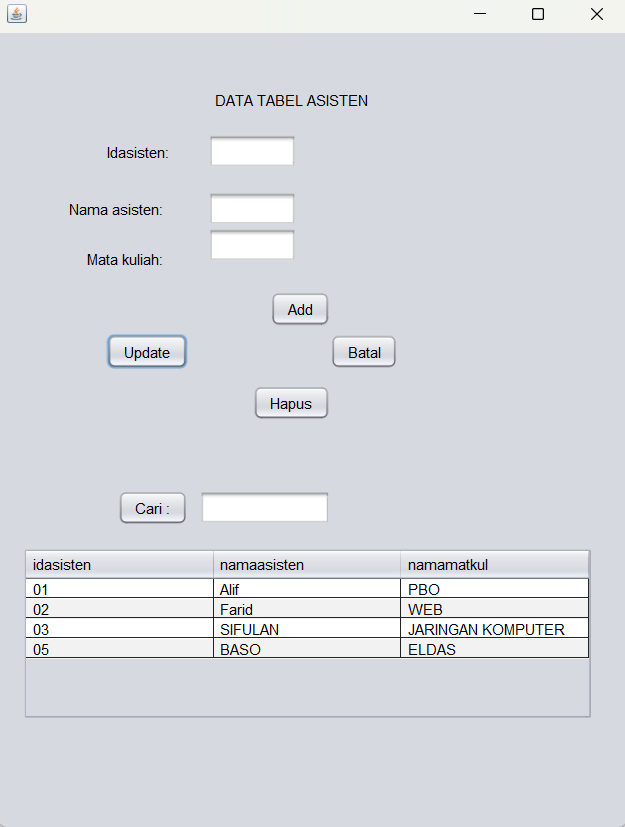 DATA TABEL ASISTEN
Idasisten:
Nama asisten:
Mata kuliah:
Add
Update Batal
Hapus
Cari :
idasisten namaasisten namamatkul
01 Alif PBO
02 Farid WEB
03 SIFULAN JARINGAN KOMPUTER
05 BASO ELDAS